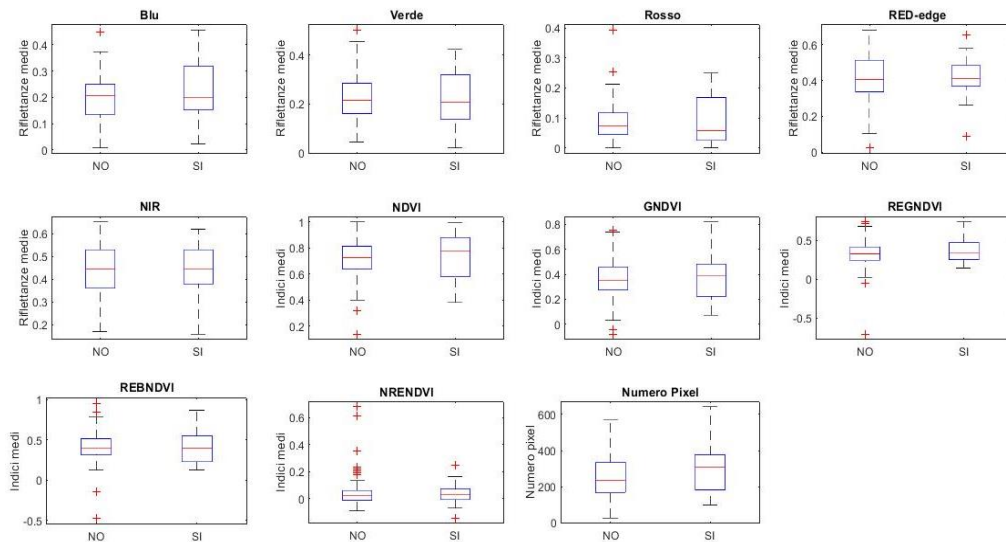 Blu
Riflettanze medie
0.4
0.3
0.2
0.1
0
NO SI
Verde
Riflettanze medie
0.4
0.2
0
NO SI
Rosso
Riflettanze medie
0.4
0.3
0.2
0.1
0
NO SI
RED-edge
Riflettanze medie
0.6
0.4
0.2
0
NO SI
NIR
Riflettanze medie
0.6
0.5
0.4
0.3
0.2
NO SI
NDVI
Indici medi
1
0.8
0.6
0.4
0.2
NO SI
GNDVI
Indici medi
0.8
0.6
0.4
0.2
0
NO SI
REGNDVI
Indici medi
0.5
0
-0.5
NO SI
REBNDVI
Indici medi
1
0.5
0
-0.5
NO SI
NRENDVI
Indici medi
0.6
0.4
0.2
0
NO SI
Numero Pixel
Numero pixel
600
400
200
0
NO SI